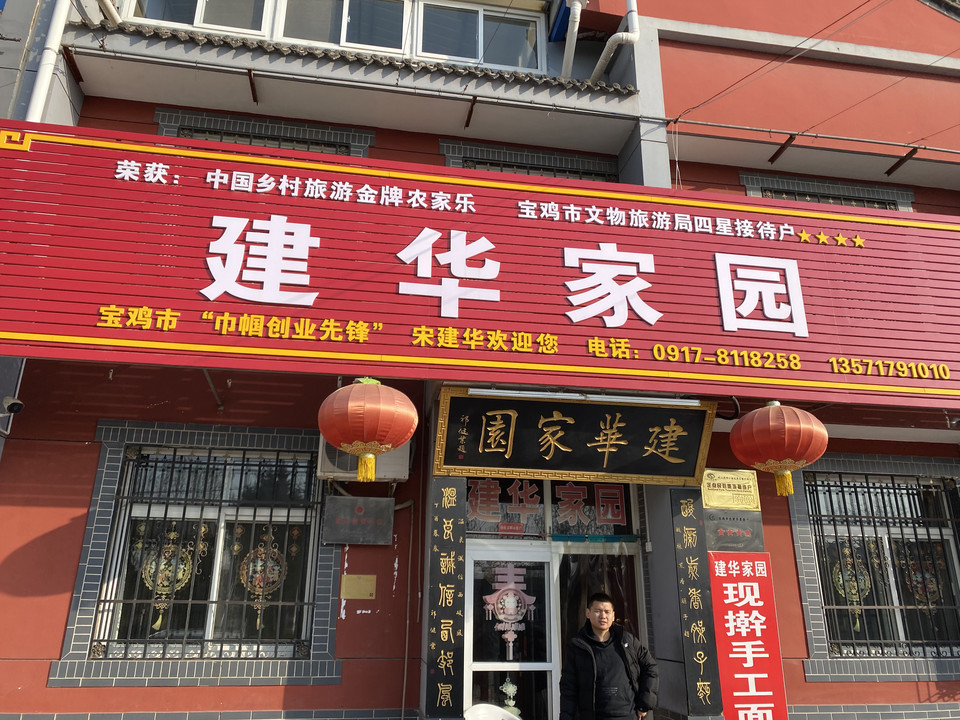 荣获：中国乡村旅游金牌农家乐 宝鸡市文物旅游局四星接待户★★★★
建华家园
宝鸡市“巾帼创业先锋” 宋建华欢迎您 电话：0917-8118258 13571791010
建華家園
建华家园
建华家园
现擀手工面